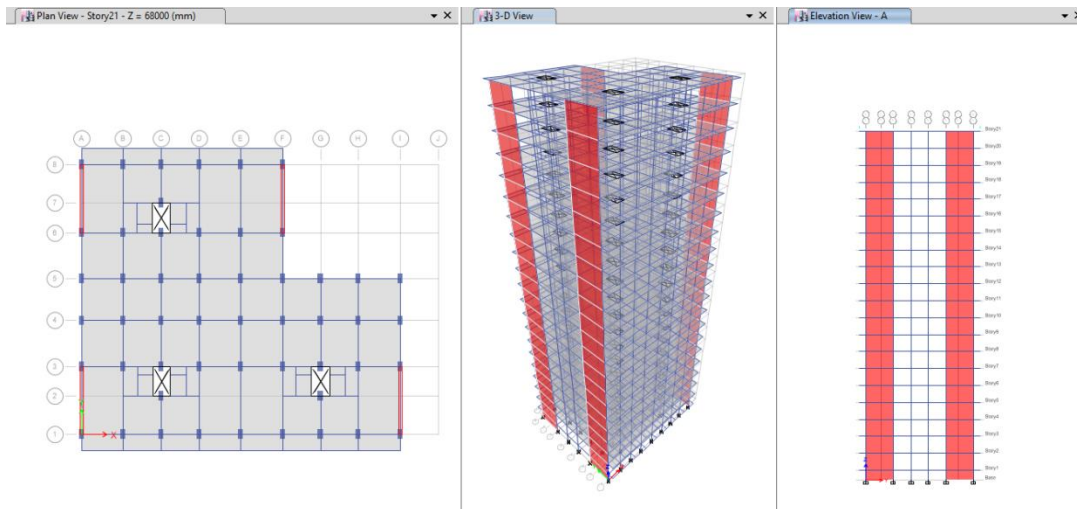 Plan View - Story21 - Z = 68000 (mm)
A B C D E F G H I J
8
7
6
5
4
3
2
1
X
3-D View
Elevation View - A
Story21
Story20
Story19
Story18
Story17
Story16
Story15
Story14
Story13
Story12
Story11
Story10
Story9
Story8
Story7
Story6
Story5
Story4
Story3
Story2
Story1
Base
Z